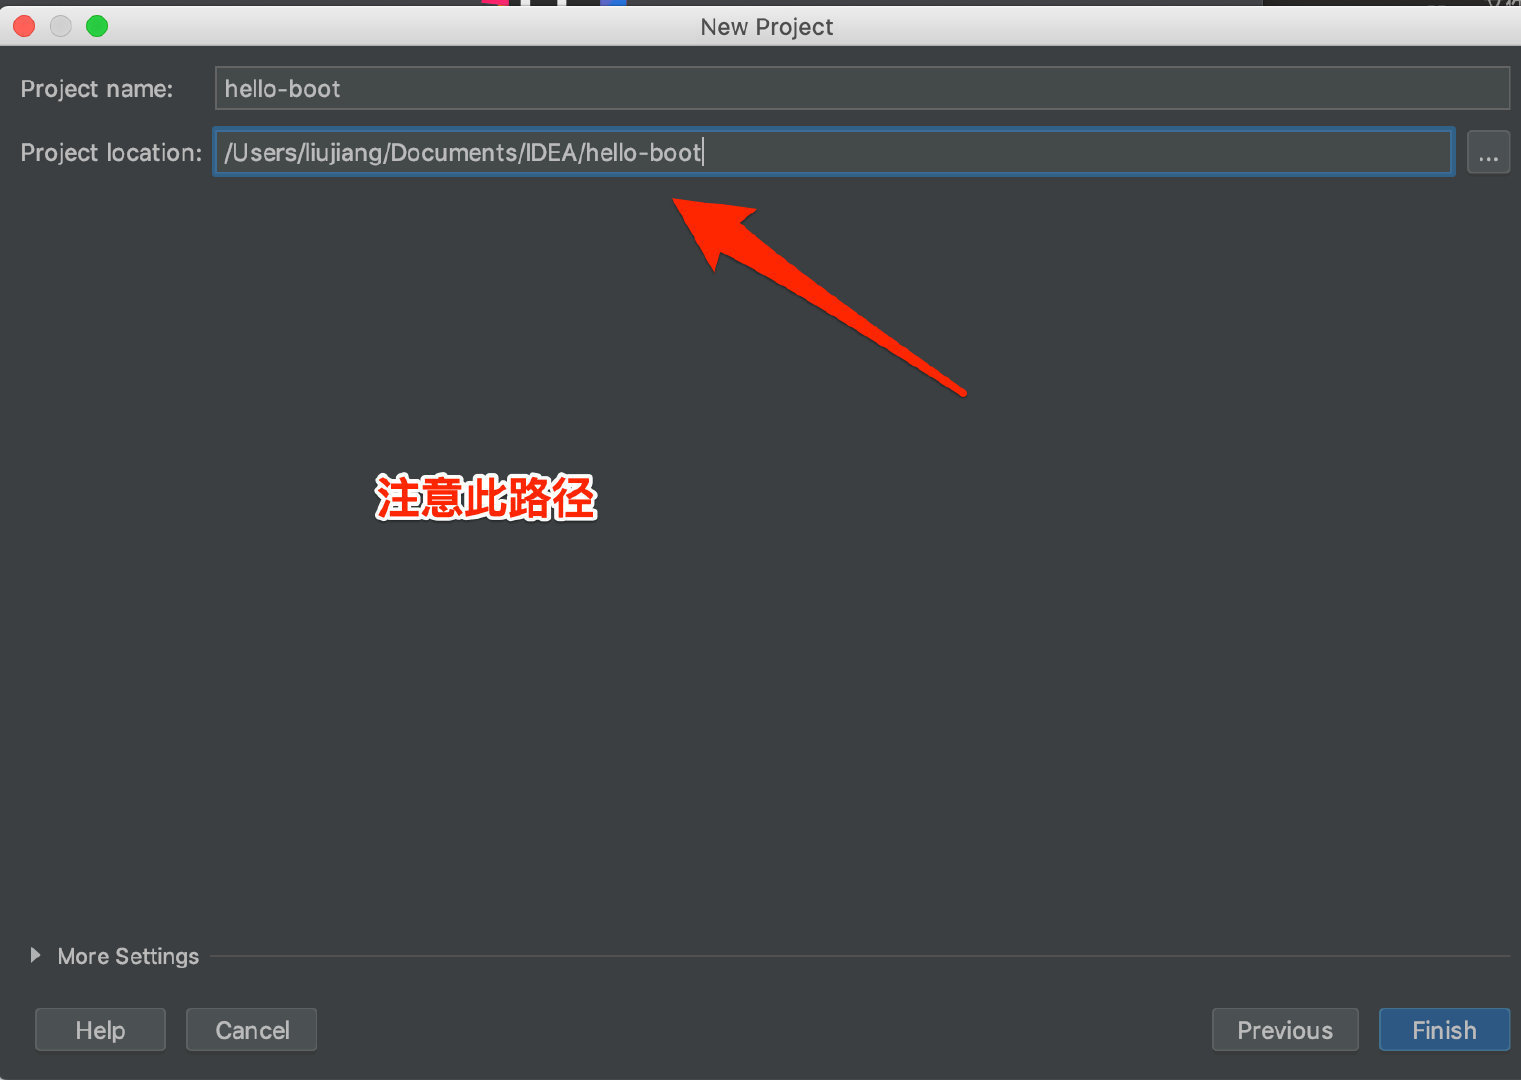 New Project
Project name: hello-boot
Project location: /Users/liujiang/Documents/IDEA/hello-boot ...
注意此路径
More Settings
Help Cancel Previous Finish